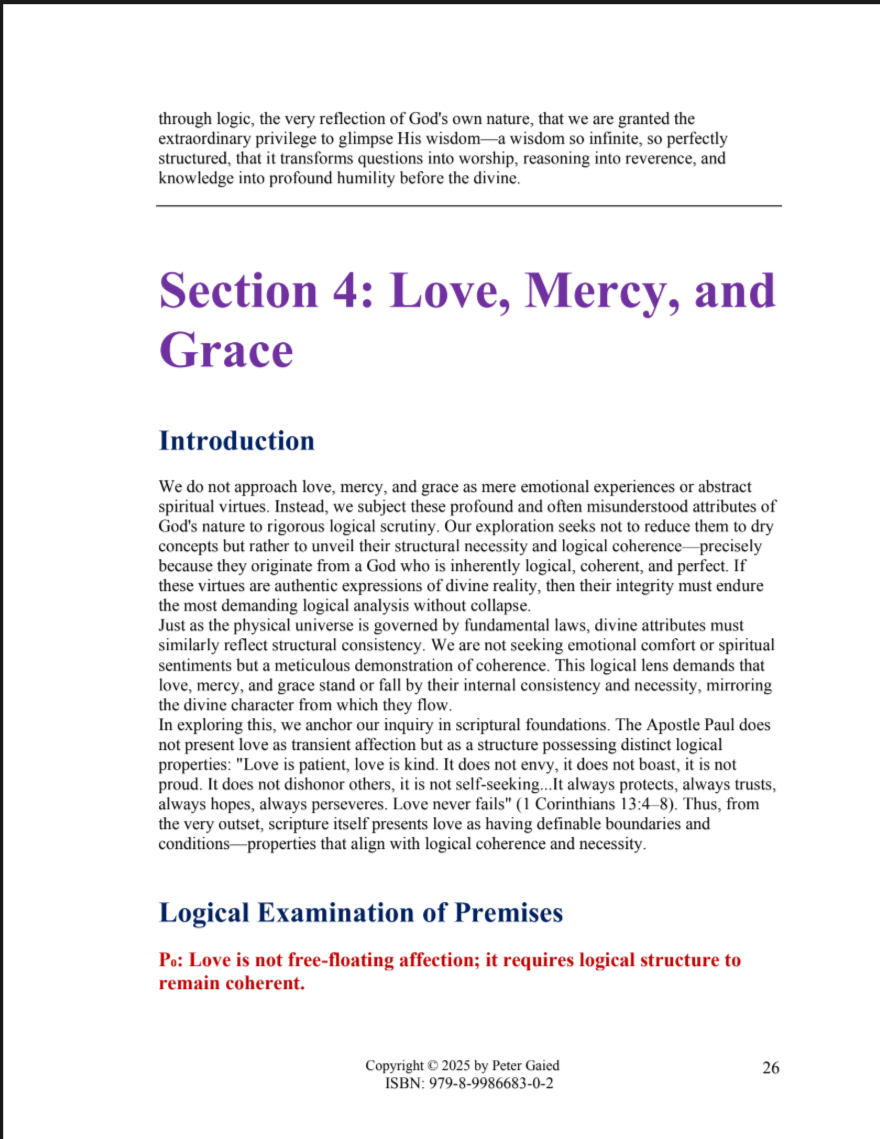 through logic, the very reflection of God's own nature, that we are granted the
extraordinary privilege to glimpse His wisdom—a wisdom so infinite, so perfectly
structured, that it transforms questions into worship, reasoning into reverence, and
knowledge into profound humility before the divine.
Section 4: Love, Mercy, and
Grace
Introduction
We do not approach love, mercy, and grace as mere emotional experiences or abstract
spiritual virtues. Instead, we subject these profound and often misunderstood attributes of
God's nature to rigorous logical scrutiny. Our exploration seeks not to reduce them to dry
concepts but rather to unveil their structural necessity and logical coherence—precisely
because they originate from a God who is inherently logical, coherent, and perfect. If
these virtues are authentic expressions of divine reality, then their integrity must endure
the most demanding logical analysis without collapse.
Just as the physical universe is governed by fundamental laws, divine attributes must
similarly reflect structural consistency. We are not seeking emotional comfort or spiritual
sentiments but a meticulous demonstration of coherence. This logical lens demands that
love, mercy, and grace stand or fall by their internal consistency and necessity, mirroring
the divine character from which they flow.
In exploring this, we anchor our inquiry in scriptural foundations. The Apostle Paul does
not present love as transient affection but as a structure possessing distinct logical
properties: "Love is patient, love is kind. It does not envy, it does not boast, it is not
proud. It does not dishonor others, it is not self-seeking...It always protects, always trusts,
always hopes, always perseveres. Love never fails" (1 Corinthians 13:4–8). Thus, from
the very outset, scripture itself presents love as having definable boundaries and
conditions—properties that align with logical coherence and necessity.
Logical Examination of Premises
P₀: Love is not free-floating affection; it requires logical structure to
remain coherent.
Copyright © 2025 by Peter Gaied
ISBN: 979-8-9986683-0-2
26